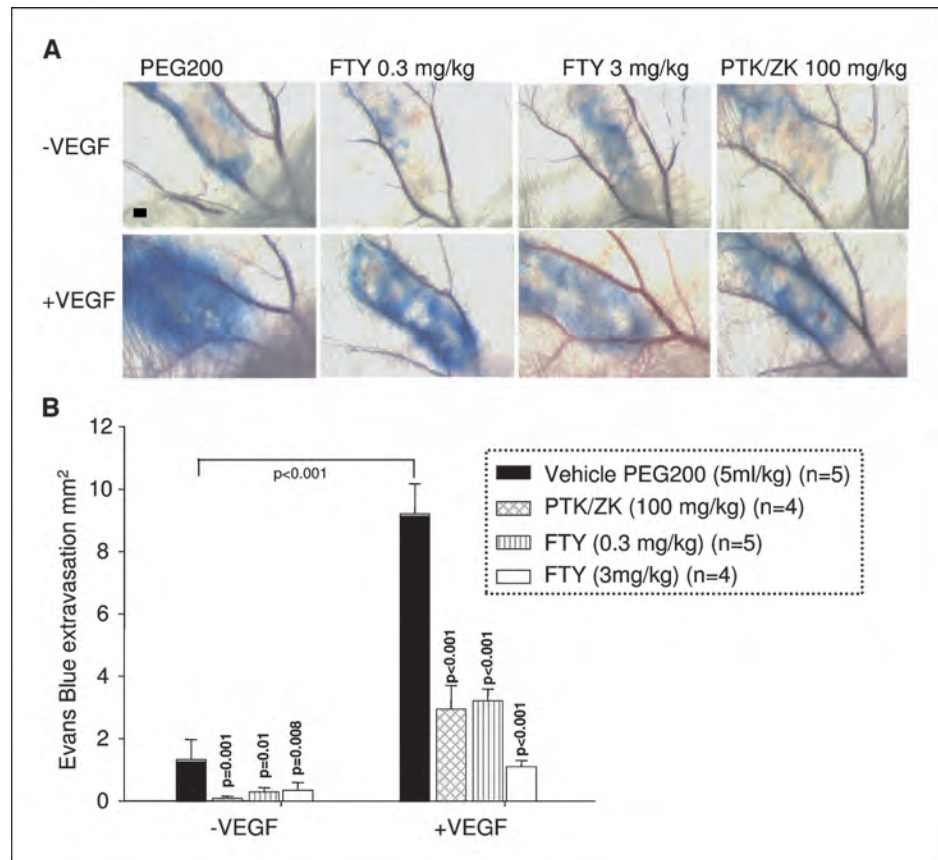 A
PEG200 FTY 0.3 mg/kg FTY 3 mg/kg PTK/ZK 100 mg/kg
-VEGF
+VEGF
B
Evans Blue extravasation mm²
12
10
8
6
4
2
0
p<0.001
Vehicle PEG200 (5ml/kg) (n=5)
PTK/ZK (100 mg/kg) (n=4)
FTY (0.3 mg/kg) (n=5)
FTY (3mg/kg) (n=4)
p=0.001
p=0.01
p=0.008
p<0.001
p<0.001
p<0.001
-VEGF +VEGF